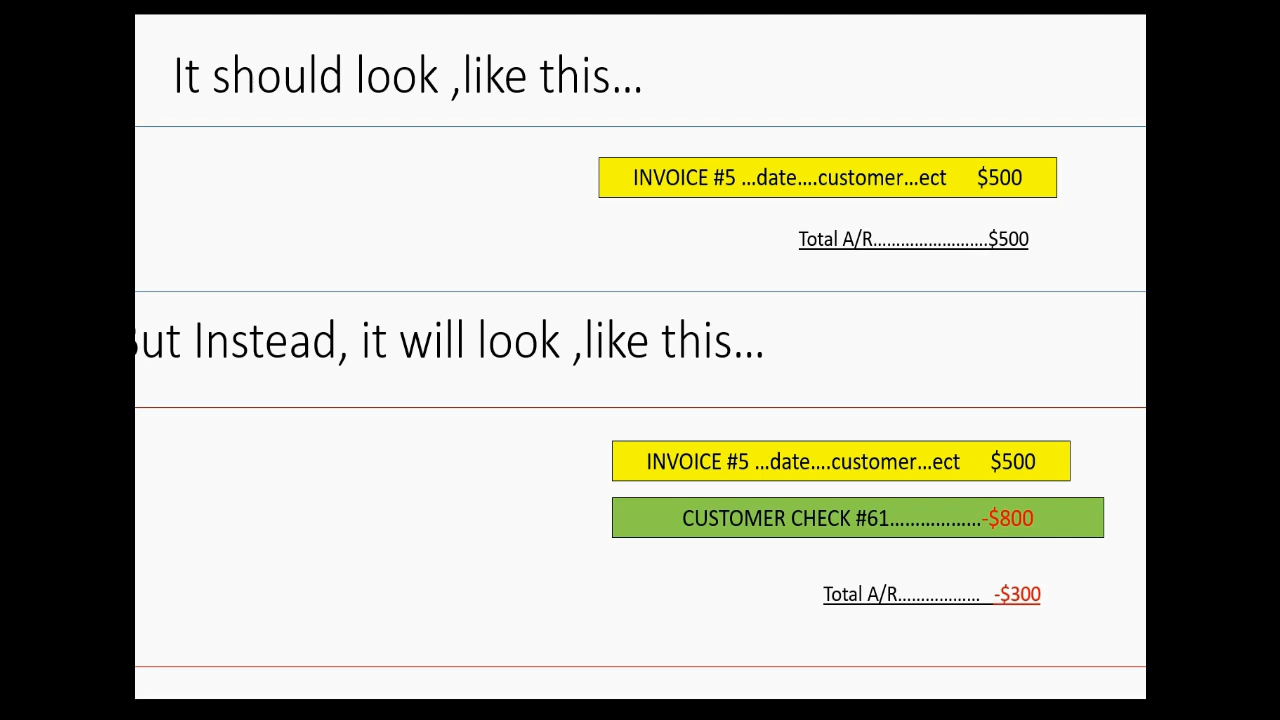 It should look ,like this...
INVOICE #5 ...date....customer...ect $500
Total A/R.........................$500
But Instead, it will look ,like this...
INVOICE #5 ...date....customer...ect $500
CUSTOMER CHECK #61..................-$800
Total A/R.................. -$300